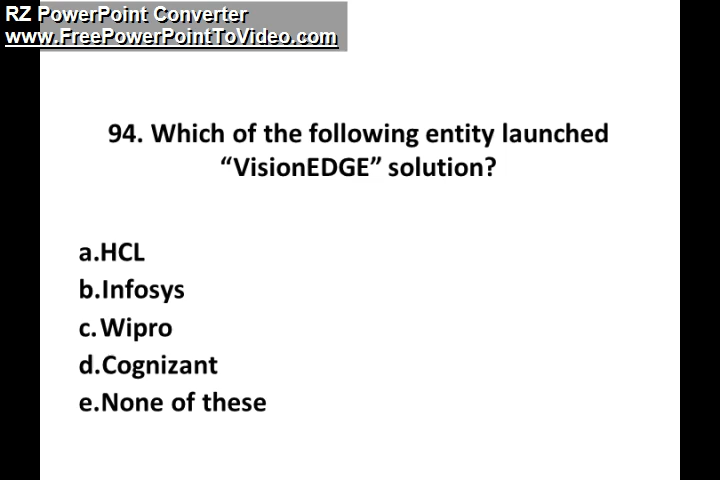 RZ PowerPoint Converter
www.FreePowerPointToVideo.com
94. Which of the following entity launched
“VisionEDGE” solution?
a.HCL
b.Infosys
c.Wipro
d.Cognizant
e.None of these